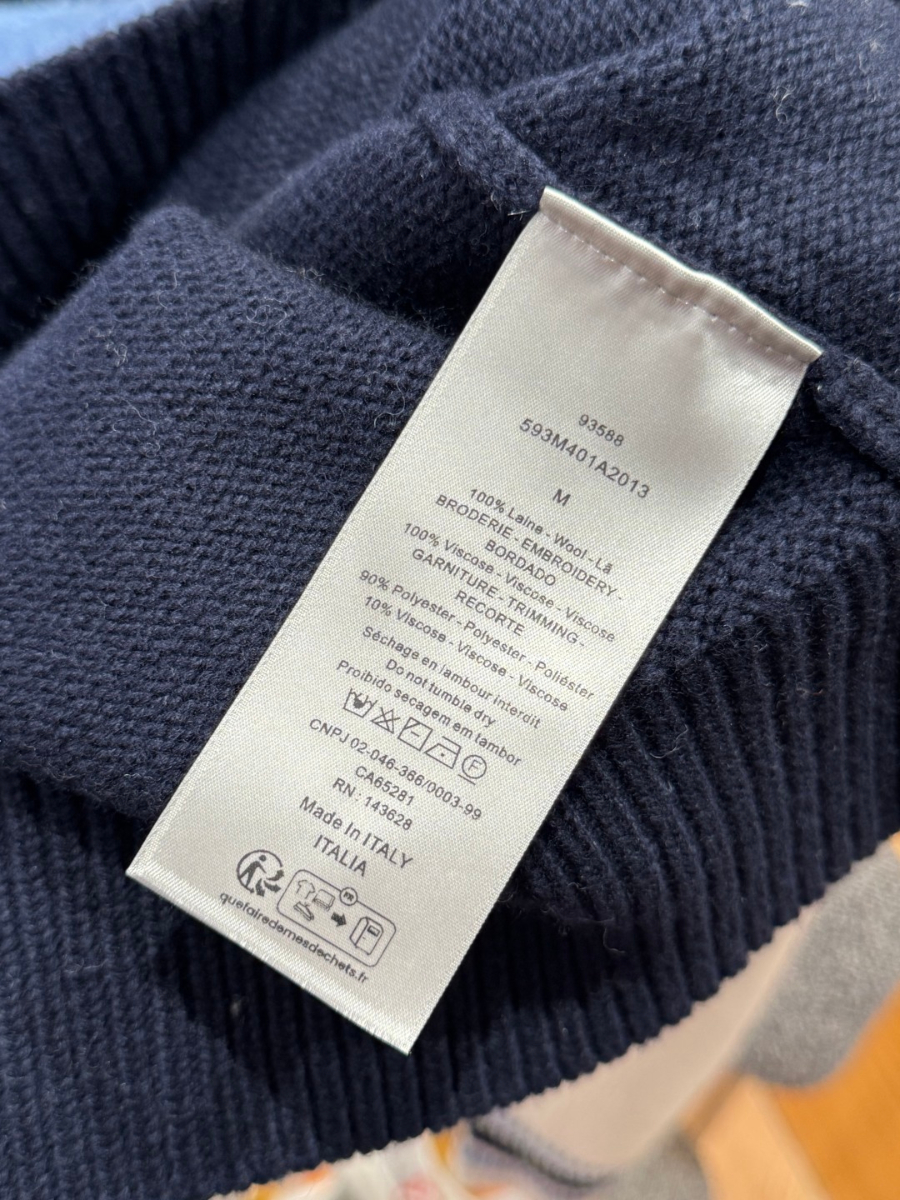 93588
593M401A2013
M
100% Laine - Wool - Lã
BRODERIE - EMBROIDERY -
BORDADO
100% Viscose - Viscose - Viscose
GARNITURE - TRIMMING -
RECORTE
90% Polyester - Polyester - Poliéster
10% Viscose - Viscose - Viscose
Séchage en tambour interdit
Do not tumble dry
Proibido secagem em tambor
F
CNPJ 02-046-366/0003-99
CA65281
RN : 143628
Made in ITALY
ITALIA
FR
quefairedemesdechets.fr